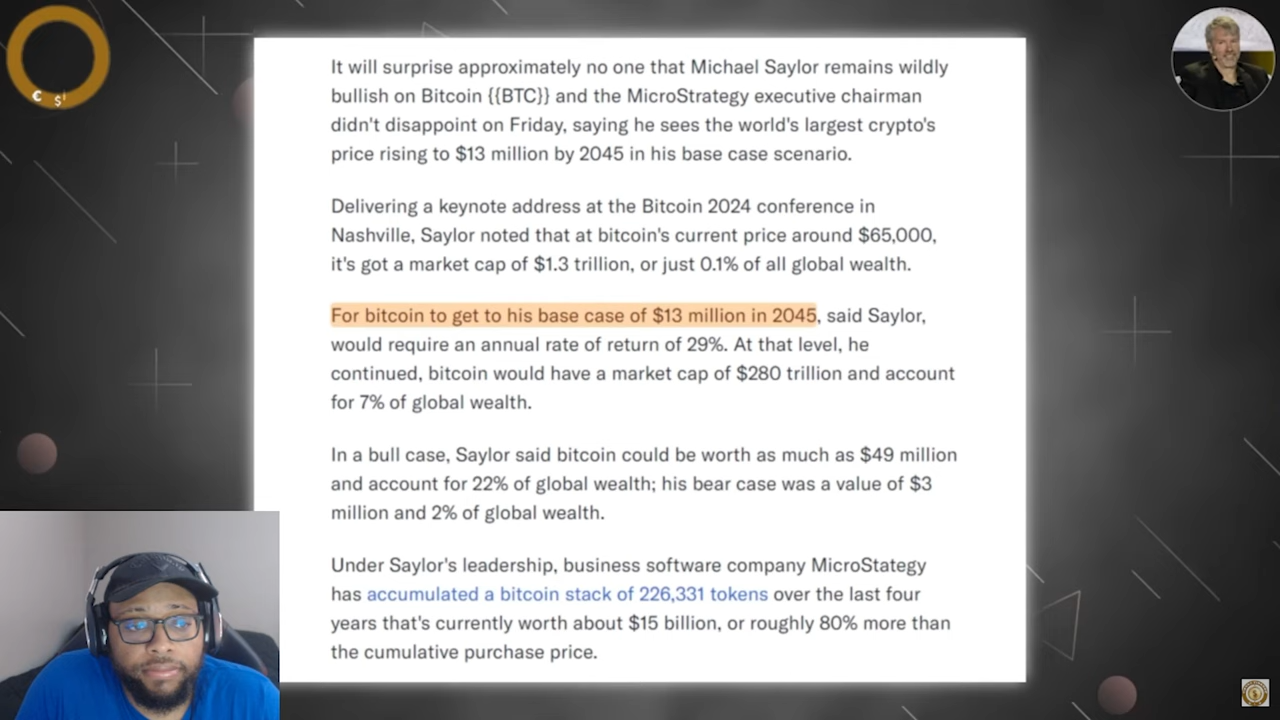 It will surprise approximately no one that Michael Saylor remains wildly
bullish on Bitcoin {{BTC}} and the MicroStrategy executive chairman
didn't disappoint on Friday, saying he sees the world's largest crypto's
price rising to $13 million by 2045 in his base case scenario.
Delivering a keynote address at the Bitcoin 2024 conference in
Nashville, Saylor noted that at bitcoin's current price around $65,000,
it's got a market cap of $1.3 trillion, or just 0.1% of all global wealth.
For bitcoin to get to his base case of $13 million in 2045, said Saylor,
would require an annual rate of return of 29%. At that level, he
continued, bitcoin would have a market cap of $280 trillion and account
for 7% of global wealth.
In a bull case, Saylor said bitcoin could be worth as much as $49 million
and account for 22% of global wealth; his bear case was a value of $3
million and 2% of global wealth.
Under Saylor's leadership, business software company MicroStategy
has accumulated a bitcoin stack of 226,331 tokens over the last four
years that's currently worth about $15 billion, or roughly 80% more than
the cumulative purchase price.